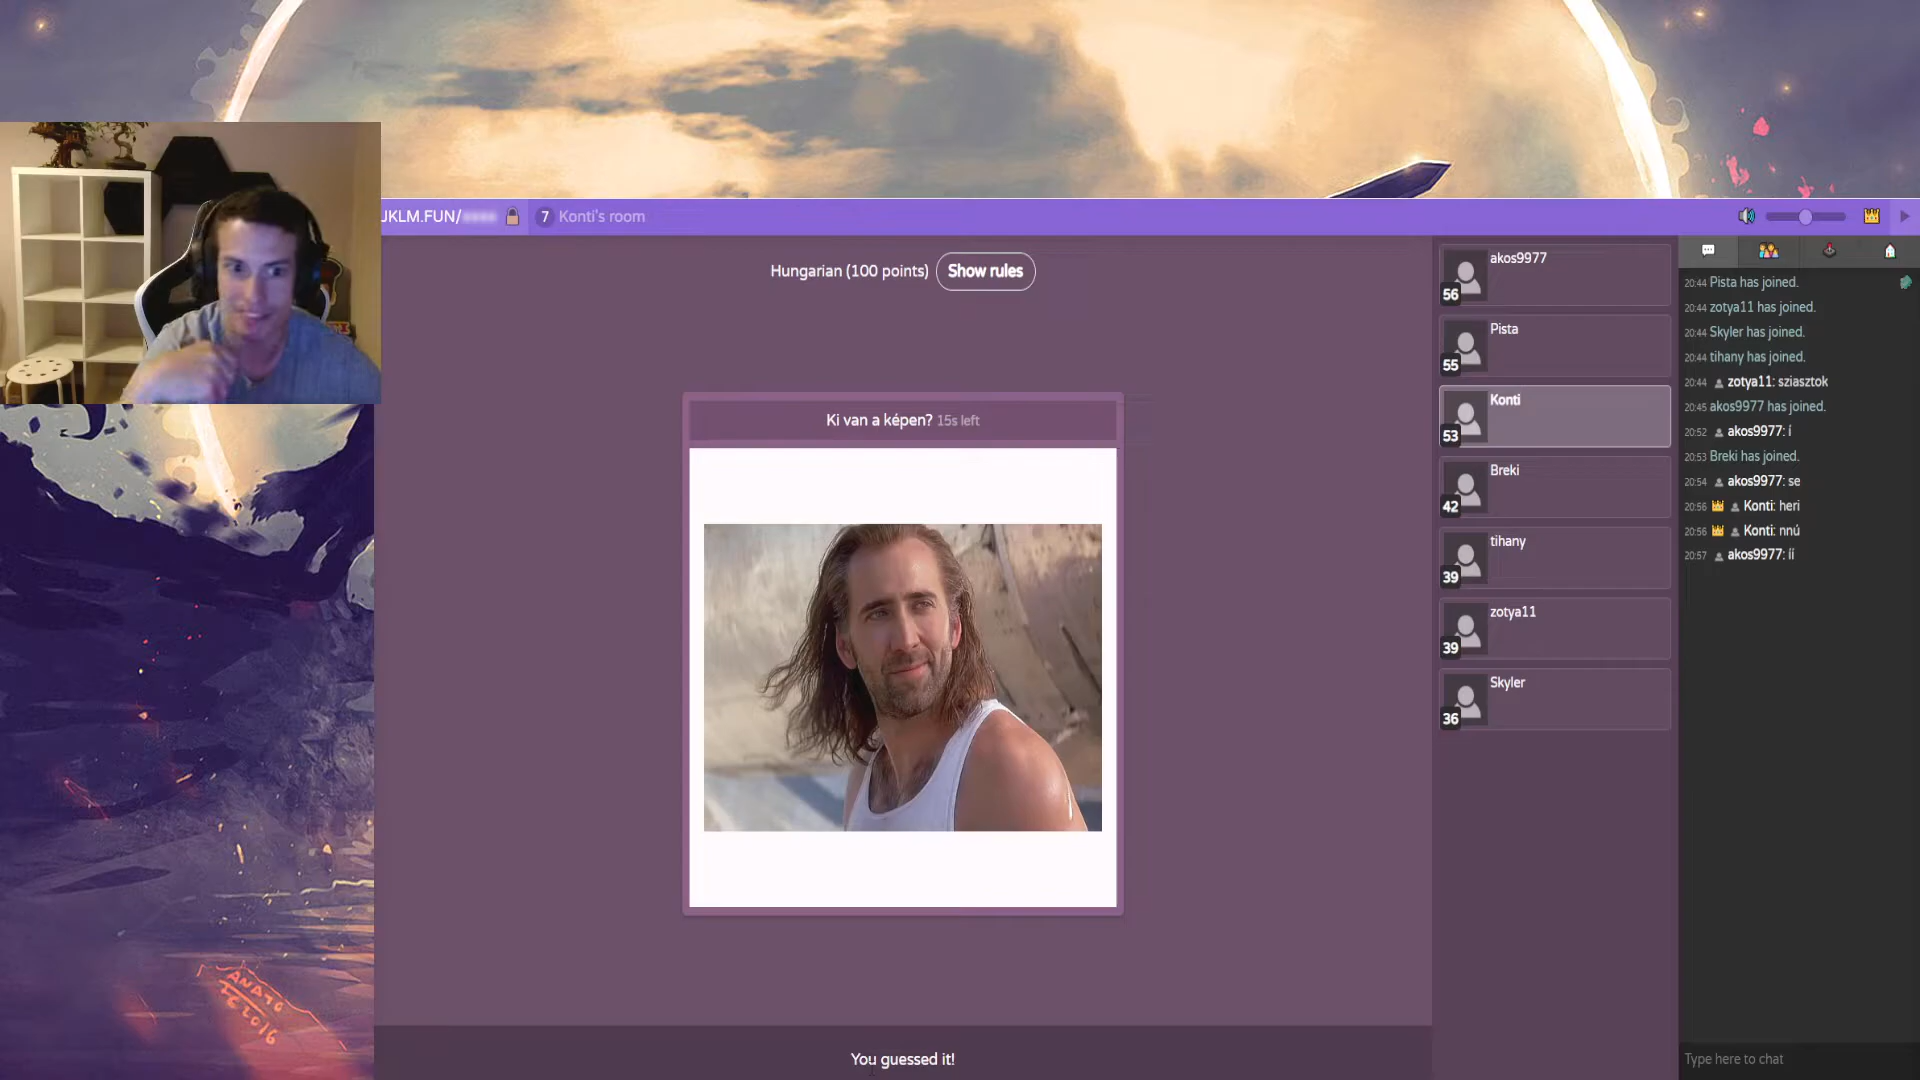 JKLM.FUN/
7 Konti's room
Hungarian (100 points) Show rules
Ki van a képen? 15s left
You guessed it!
akos9977
56
Pista
55
Konti
53
Breki
42
tihany
39
zotya11
39
Skyler
36
20:44 Pista has joined.
20:44 zotya11 has joined.
20:44 Skyler has joined.
20:44 tihany has joined.
20:44 zotya11: sziasztok
20:45 akos9977 has joined.
20:52 akos9977: í
20:53 Breki has joined.
20:54 akos9977: se
20:56 Konti: heri
20:56 Konti: nnú
20:57 akos9977: íí
Type here to chat
ANATO
2016